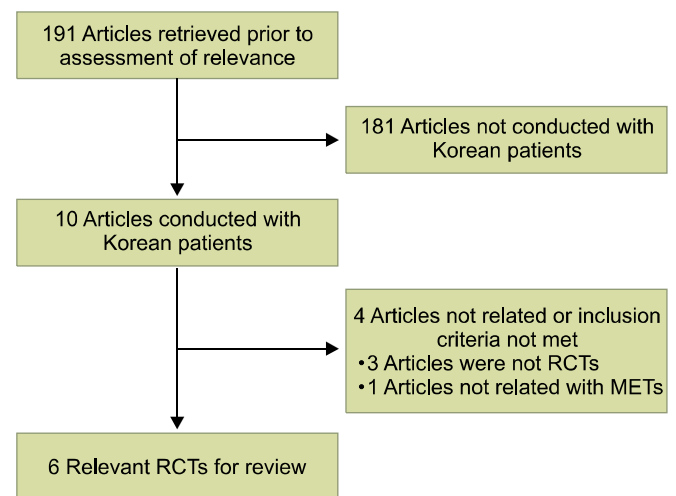 191 Articles retrieved prior to
assessment of relevance
181 Articles not conducted with
Korean patients
10 Articles conducted with
Korean patients
4 Articles not related or inclusion
criteria not met
•3 Articles were not RCTs
•1 Articles not related with METs
6 Relevant RCTs for review